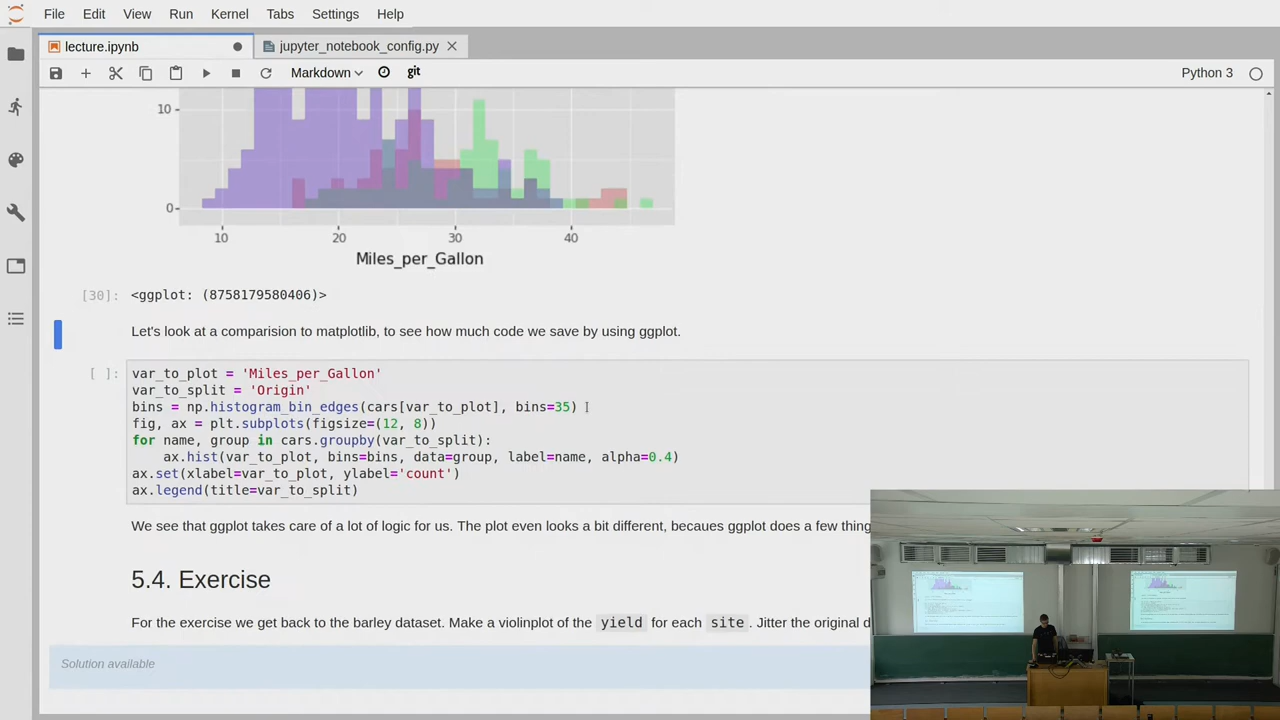 File Edit View Run Kernel Tabs Settings Help
lecture.ipynb jupyter_notebook_config.py
Markdown git Python 3
10
0
10 20 30 40
Miles_per_Gallon
[30]: <ggplot: (8758179580406)>
Let's look at a comparision to matplotlib, to see how much code we save by using ggplot.
[ ]: var_to_plot = 'Miles_per_Gallon'
var_to_split = 'Origin'
bins = np.histogram_bin_edges(cars[var_to_plot], bins=35)
fig, ax = plt.subplots(figsize=(12, 8))
for name, group in cars.groupby(var_to_split):
    ax.hist(var_to_plot, bins=bins, data=group, label=name, alpha=0.4)
ax.set(xlabel=var_to_plot, ylabel='count')
ax.legend(title=var_to_split)
We see that ggplot takes care of a lot of logic for us. The plot even looks a bit different, becaues ggplot does a few thing
5.4. Exercise
For the exercise we get back to the barley dataset. Make a violinplot of the yield for each site. Jitter the original d
Solution available